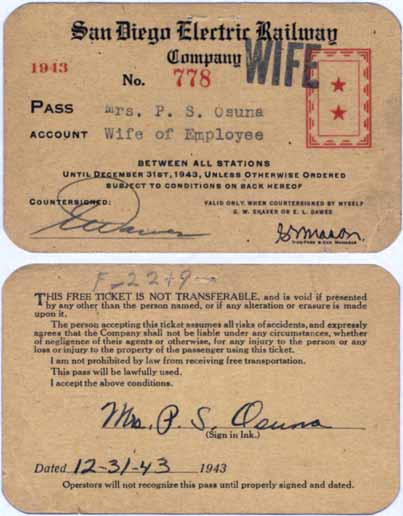 San Diego Electric Railway
Company
WIFE
1943
No. 778
PASS Mrs. P. S. Osuna
ACCOUNT Wife of Employee
BETWEEN ALL STATIONS
UNTIL DECEMBER 31ST, 1943, UNLESS OTHERWISE ORDERED
SUBJECT TO CONDITIONS ON BACK HEREOF
COUNTERSIGNED:
VALID ONLY WHEN COUNTERSIGNED BY MYSELF
G. W. SHAVER OR E. L. DAWES
E L Dawes
S E Mason
VICE-PRES & GEN. MANAGER
THIS FREE TICKET IS NOT TRANSFERABLE, and is void if presented
by any other than the person named, or if any alteration or erasure is made
upon it.
The person accepting this ticket assumes all risks of accidents, and expressly
agrees that the Company shall not be liable under any circumstances, whether
of negligence of their agents or otherwise, for any injury to the person or any
loss or injury to the property of the passenger using this ticket.
I am not prohibited by law from receiving free transportation.
This pass will be lawfully used.
I accept the above conditions.
Mrs. P. S. Osuna
(Sign in Ink.)
Dated 12-31-43 1943
Operators will not recognize this pass until properly signed and dated.